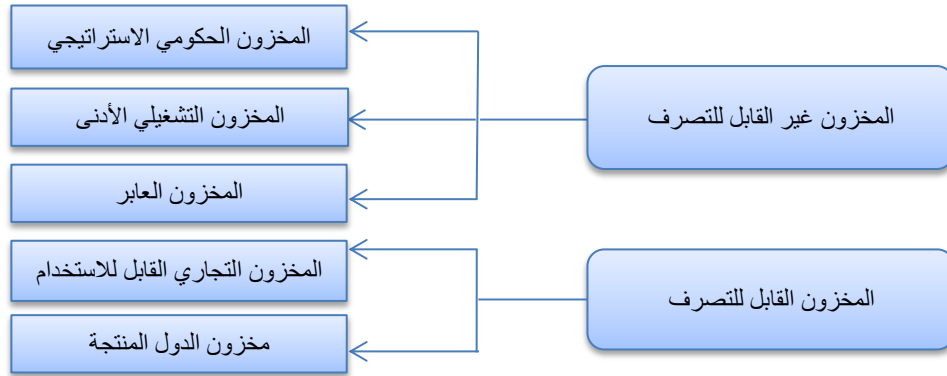 المخزون غير القابل للتصرف
المخزون الحكومي الاستراتيجي
المخزون التشغيلي الأدنى
المخزون العابر
المخزون القابل للتصرف
المخزون التجاري القابل للاستخدام
مخزون الدول المنتجة